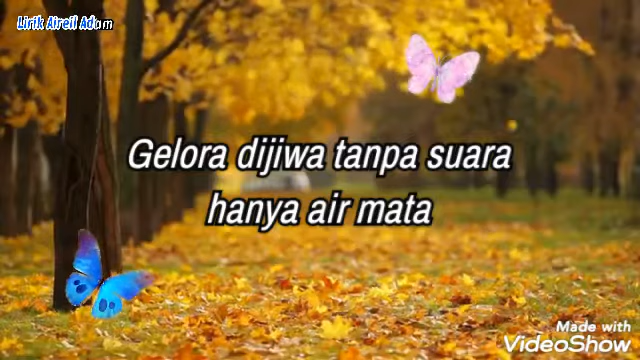 Lirik Aireil Adam
Gelora dijiwa tanpa suara
hanya air mata
Made with
VideoShow